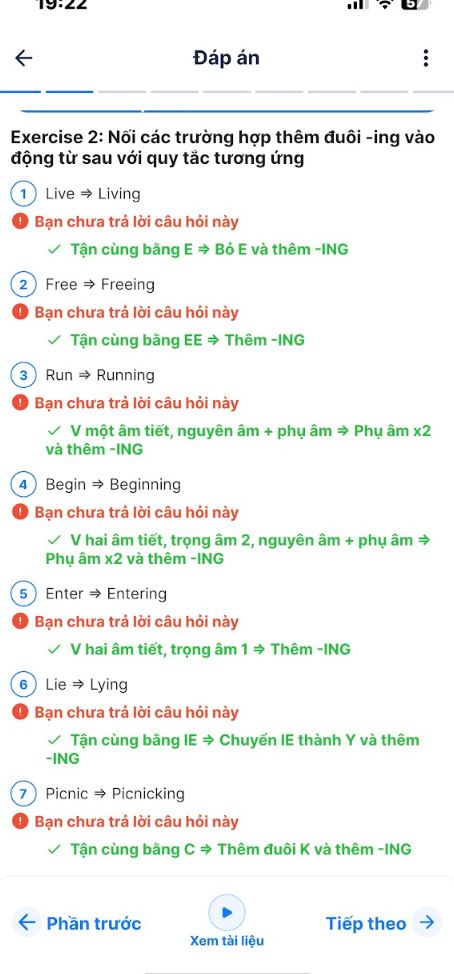 19:22
Đáp án
Exercise 2: Nối các trường hợp thêm đuôi -ing vào
động từ sau với quy tắc tương ứng
1 Live ⇒ Living
! Bạn chưa trả lời câu hỏi này
✓ Tận cùng bằng E ⇒ Bỏ E và thêm -ING
2 Free ⇒ Freeing
! Bạn chưa trả lời câu hỏi này
✓ Tận cùng bằng EE ⇒ Thêm -ING
3 Run ⇒ Running
! Bạn chưa trả lời câu hỏi này
✓ V một âm tiết, nguyên âm + phụ âm ⇒ Phụ âm x2
và thêm -ING
4 Begin ⇒ Beginning
! Bạn chưa trả lời câu hỏi này
✓ V hai âm tiết, trọng âm 2, nguyên âm + phụ âm ⇒
Phụ âm x2 và thêm -ING
5 Enter ⇒ Entering
! Bạn chưa trả lời câu hỏi này
✓ V hai âm tiết, trọng âm 1 ⇒ Thêm -ING
6 Lie ⇒ Lying
! Bạn chưa trả lời câu hỏi này
✓ Tận cùng bằng IE ⇒ Chuyển IE thành Y và thêm
-ING
7 Picnic ⇒ Picnicking
! Bạn chưa trả lời câu hỏi này
✓ Tận cùng bằng C ⇒ Thêm đuôi K và thêm -ING
← Phần trước
Xem tài liệu
Tiếp theo →